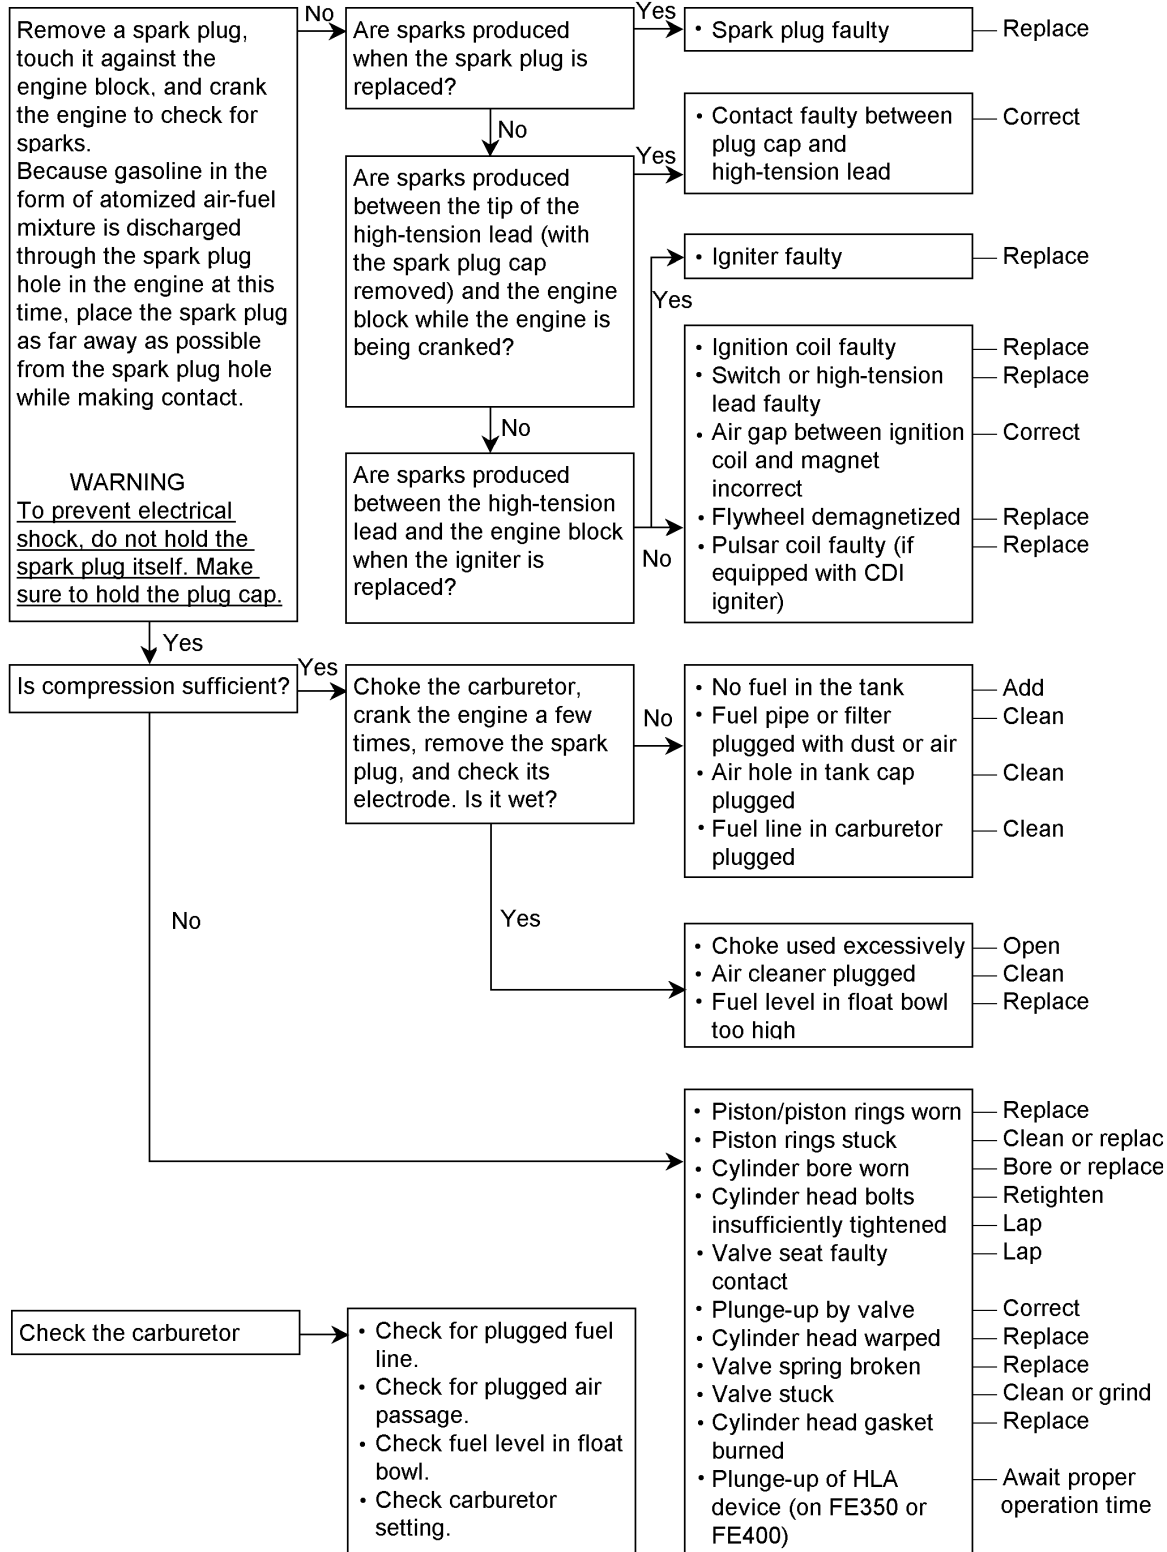 Remove a spark plug,
touch it against the
engine block, and crank
the engine to check for
sparks.
Because gasoline in the
form of atomized air-fuel
mixture is discharged
through the spark plug
hole in the engine at this
time, place the spark plug
as far away as possible
from the spark plug hole
while making contact.
WARNING
To prevent electrical
shock, do not hold the
spark plug itself. Make
sure to hold the plug cap.
No
Are sparks produced
when the spark plug is
replaced?
Yes
• Spark plug faulty
Replace
No
Are sparks produced
between the tip of the
high-tension lead (with
the spark plug cap
removed) and the engine
block while the engine is
being cranked?
Yes
• Contact faulty between
plug cap and
high-tension lead
Correct
No
Are sparks produced
between the high-tension
lead and the engine block
when the igniter is
replaced?
Yes
• Igniter faulty
Replace
No
• Ignition coil faulty
Replace
• Switch or high-tension
lead faulty
Replace
• Air gap between ignition
coil and magnet
incorrect
Correct
• Flywheel demagnetized
Replace
• Pulsar coil faulty (if
equipped with CDI
igniter)
Replace
Yes
Is compression sufficient?
Yes
Choke the carburetor,
crank the engine a few
times, remove the spark
plug, and check its
electrode. Is it wet?
No
• No fuel in the tank
Add
• Fuel pipe or filter
plugged with dust or air
Clean
• Air hole in tank cap
plugged
Clean
• Fuel line in carburetor
plugged
Clean
Yes
• Choke used excessively
Open
• Air cleaner plugged
Clean
• Fuel level in float bowl
too high
Replace
No
• Piston/piston rings worn
Replace
• Piston rings stuck
Clean or replac
• Cylinder bore worn
Bore or replace
• Cylinder head bolts
insufficiently tightened
Retighten
Lap
• Valve seat faulty
contact
Lap
• Plunge-up by valve
Correct
• Cylinder head warped
Replace
• Valve spring broken
Replace
• Valve stuck
Clean or grind
• Cylinder head gasket
burned
Replace
• Plunge-up of HLA
device (on FE350 or
FE400)
Await proper
operation time
Check the carburetor
• Check for plugged fuel
line.
• Check for plugged air
passage.
• Check fuel level in float
bowl.
• Check carburetor
setting.